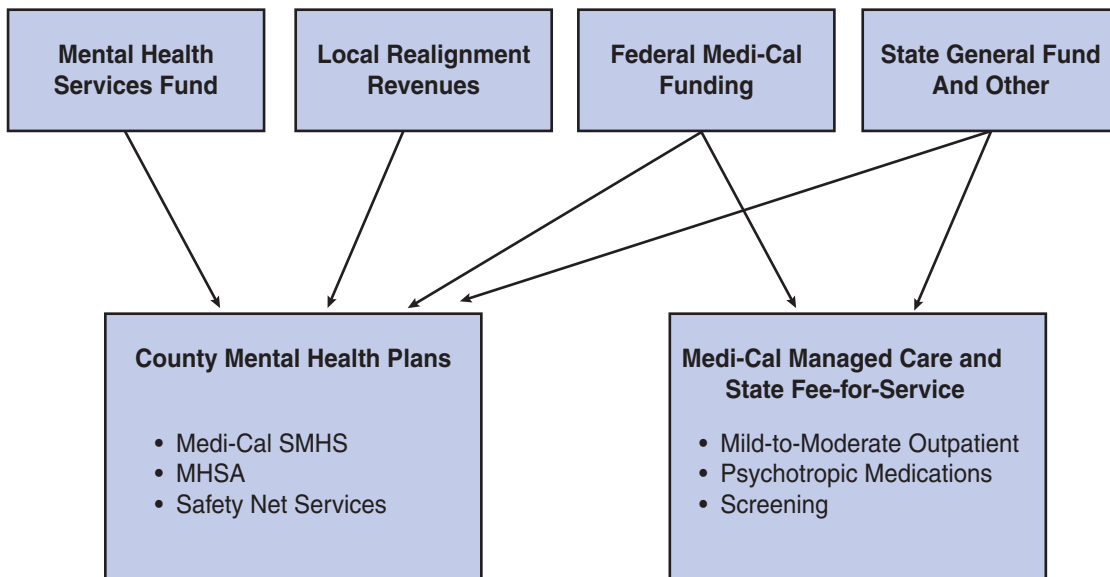 Mental Health
Services Fund
Local Realignment
Revenues
Federal Medi-Cal
Funding
State General Fund
And Other
County Mental Health Plans
• Medi-Cal SMHS
• MHSA
• Safety Net Services
Medi-Cal Managed Care and
State Fee-for-Service
• Mild-to-Moderate Outpatient
• Psychotropic Medications
• Screening